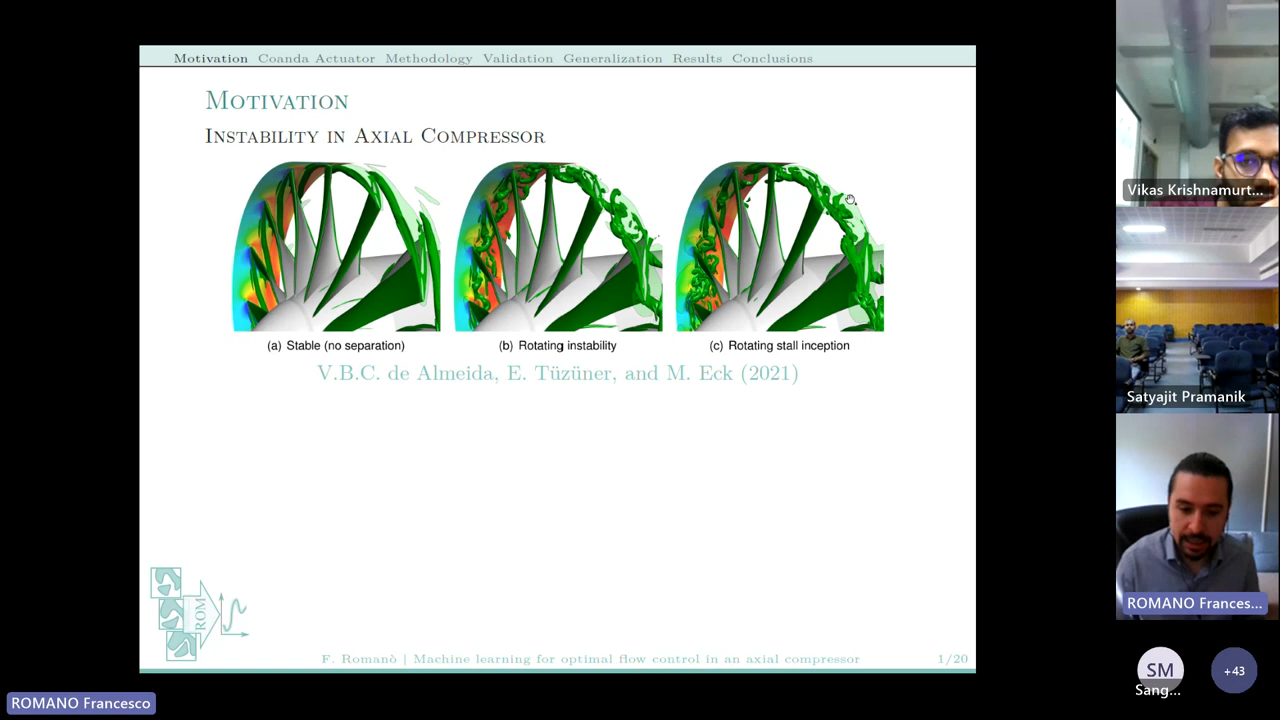 Motivation Coanda Actuator Methodology Validation Generalization Results Conclusions
Motivation
Instability in Axial Compressor
(a) Stable (no separation)
(b) Rotating instability
(c) Rotating stall inception
V.B.C. de Almeida, E. Tüzüner, and M. Eck (2021)
ROM
F. Romanò | Machine learning for optimal flow control in an axial compressor
1/20
Vikas Krishnamurt...
Satyajit Pramanik
ROMANO Frances...
SM
Sang...
+43
ROMANO Francesco